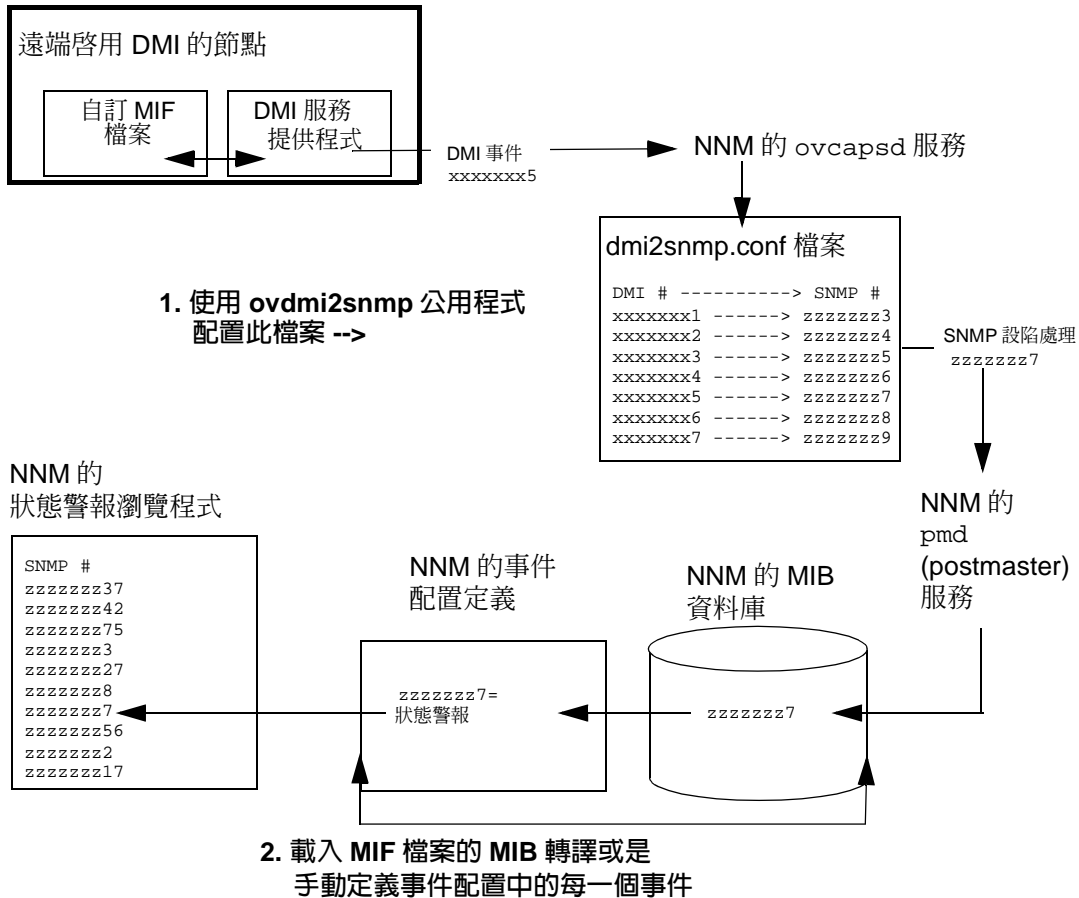 遠端啓用 DMI 的節點
自訂 MIF
檔案
DMI 服務
提供程式
DMI 事件
xxxxxxx5
NNM 的 ovcapsd 服務
dmi2snmp.conf 檔案
DMI # ----------> SNMP #
xxxxxxx1 ------> zzzzzzz3
xxxxxxx2 ------> zzzzzzz4
xxxxxxx3 ------> zzzzzzz5
xxxxxxx4 ------> zzzzzzz6
xxxxxxx5 ------> zzzzzzz7
xxxxxxx6 ------> zzzzzzz8
xxxxxxx7 ------> zzzzzzz9
1. 使用 ovdmi2snmp 公用程式
配置此檔案 -->
SNMP 設陷處理
zzzzzzz7
NNM 的
pmd
(postmaster)
服務
NNM 的 MIB
資料庫
zzzzzzz7
NNM 的事件
配置定義
zzzzzzz7=
狀態警報
NNM 的
狀態警報瀏覽程式
SNMP #
zzzzzzz37
zzzzzzz42
zzzzzzz75
zzzzzzz3
zzzzzzz27
zzzzzzz8
zzzzzzz7
zzzzzzz56
zzzzzzz2
zzzzzzz17
2. 載入 MIF 檔案的 MIB 轉譯或是
手動定義事件配置中的每一個事件